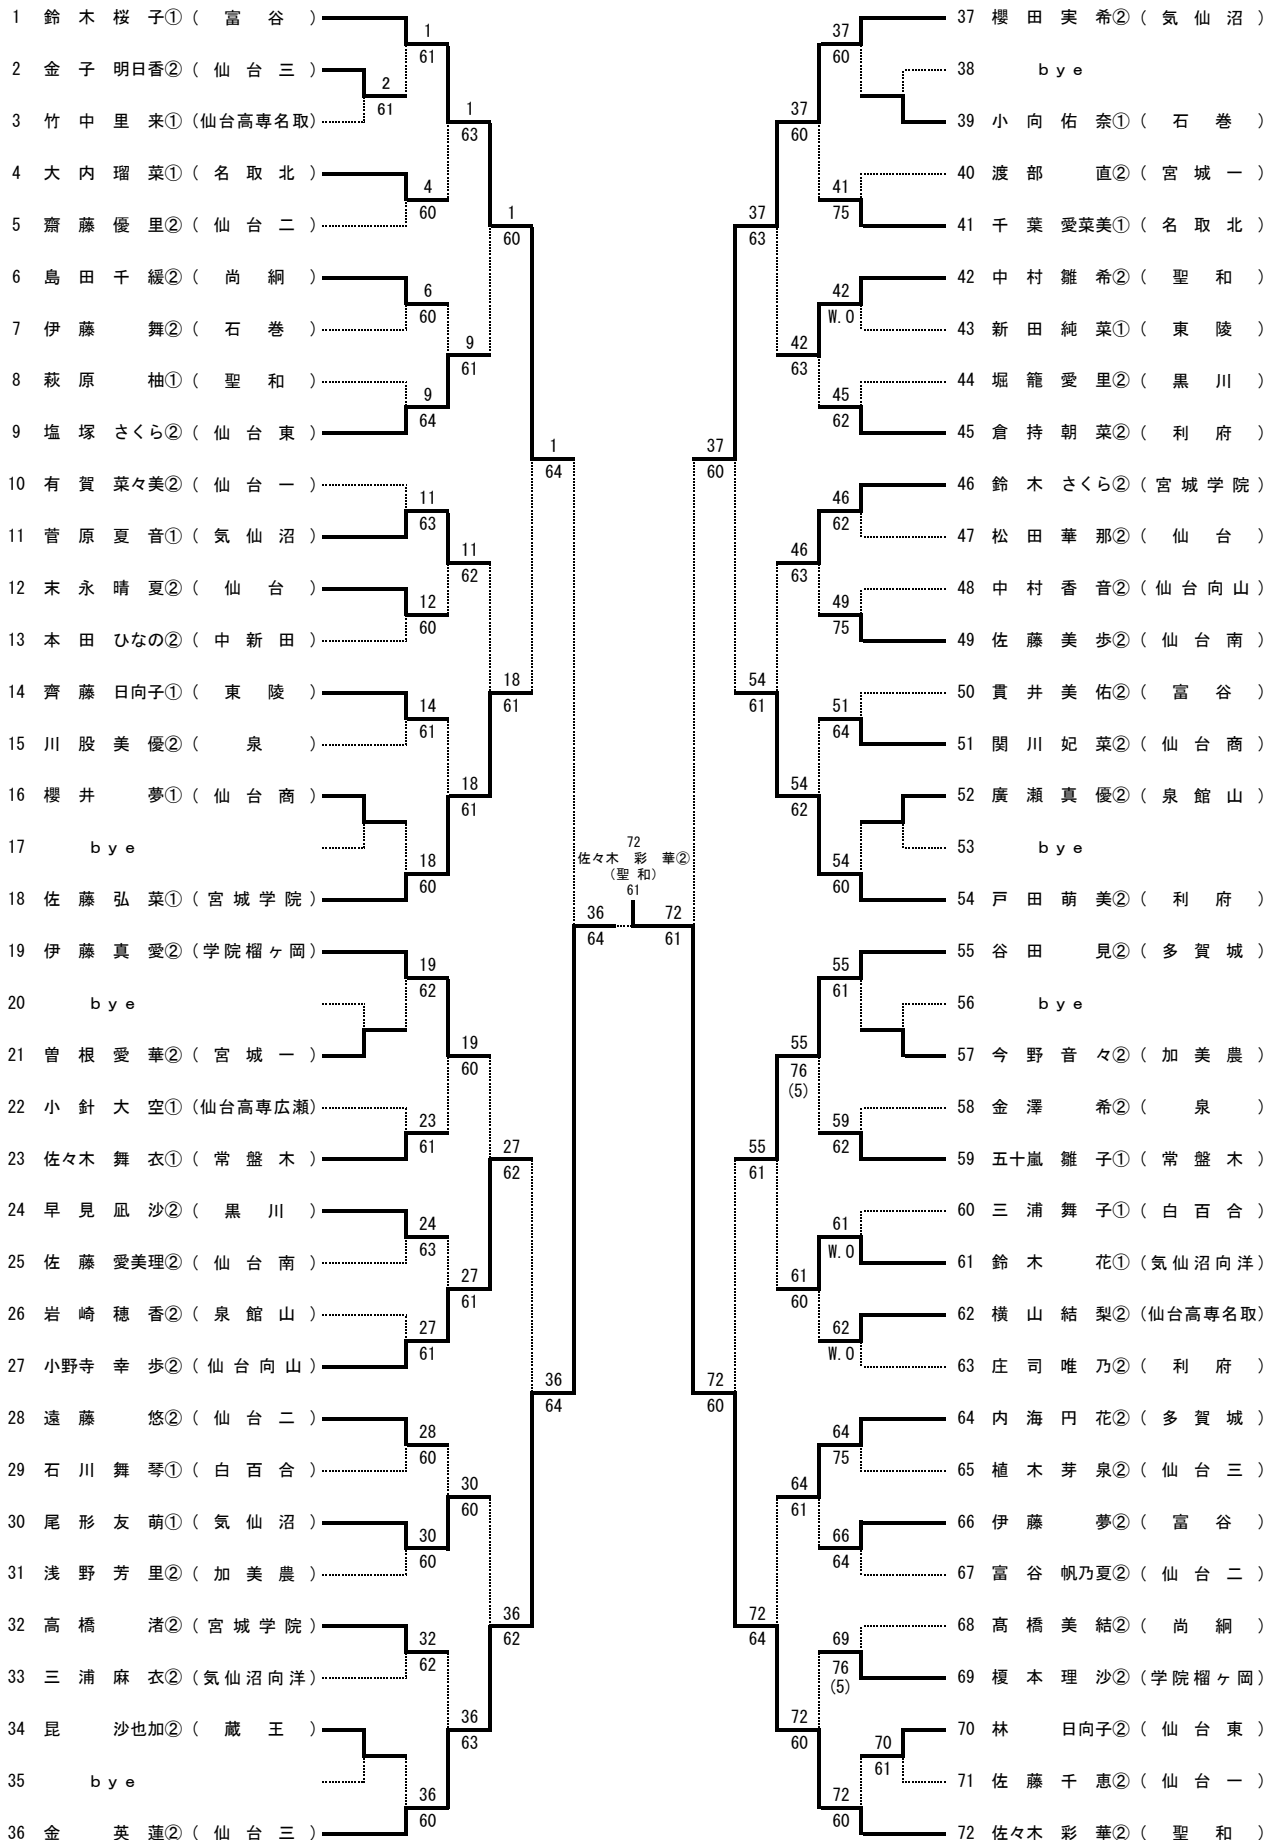 1 鈴木桜子① (富谷)
2 金子明日香② (仙台三)
3 竹中里来① (仙台高専名取)
4 大内瑠菜① (名取北)
5 齋藤優里② (仙台二)
6 島田千緩② (尚絅)
7 伊藤舞② (石巻)
8 萩原柚① (聖和)
9 塩塚さくら② (仙台東)
10 有賀菜々美② (仙台一)
11 菅原夏音① (気仙沼)
12 末永晴夏② (仙台)
13 本田ひなの② (中新田)
14 齊藤日向子① (東陵)
15 川股美優② (泉)
16 櫻井夢① (仙台商)
17 bye
18 佐藤弘菜① (宮城学院)
19 伊藤真愛② (学院榴ヶ岡)
20 bye
21 曽根愛華② (宮城一)
22 小針大空① (仙台高専広瀬)
23 佐々木舞衣① (常盤木)
24 早見凪沙② (黒川)
25 佐藤愛美理② (仙台南)
26 岩崎穂香② (泉館山)
27 小野寺幸歩② (仙台向山)
28 遠藤悠② (仙台二)
29 石川舞琴① (白百合)
30 尾形友萌① (気仙沼)
31 浅野芳里② (加美農)
32 高橋渚② (宮城学院)
33 三浦麻衣② (気仙沼向洋)
34 昆沙也加② (蔵王)
35 bye
36 金英蓮② (仙台三)
2
61
1
61
4
60
6
60
9
64
11
63
12
60
14
61
18
60
19
62
23
61
24
63
27
61
28
60
30
60
32
62
36
60
1
63
9
61
11
62
18
61
19
60
27
61
30
60
36
63
1
60
18
61
27
62
36
62
1
64
36
64
36
64
72
佐々木 彩 華②
(聖 和)
61
72
61
37
60
72
60
37
63
54
61
55
61
72
64
37
60
42
63
46
63
54
62
55
76
(5)
61
60
64
61
72
60
37
60
41
75
42
W.O
45
62
46
62
49
75
51
64
54
60
55
61
59
62
61
W.O
62
W.O
64
75
66
64
69
76
(5)
72
60
70
61
37 櫻田実希② (気仙沼)
38 bye
39 小向佑奈① (石巻)
40 渡部直② (宮城一)
41 千葉愛菜美① (名取北)
42 中村雛希② (聖和)
43 新田純菜① (東陵)
44 堀籠愛里② (黒川)
45 倉持朝菜② (利府)
46 鈴木さくら② (宮城学院)
47 松田華那② (仙台)
48 中村香音② (仙台向山)
49 佐藤美歩② (仙台南)
50 貫井美佑② (富谷)
51 関川妃菜② (仙台商)
52 廣瀬真優② (泉館山)
53 bye
54 戸田萌美② (利府)
55 谷田見② (多賀城)
56 bye
57 今野音々② (加美農)
58 金澤希② (泉)
59 五十嵐雛子① (常盤木)
60 三浦舞子① (白百合)
61 鈴木花① (気仙沼向洋)
62 横山結梨② (仙台高専名取)
63 庄司唯乃② (利府)
64 内海円花② (多賀城)
65 植木芽泉② (仙台三)
66 伊藤夢② (富谷)
67 富谷帆乃夏② (仙台二)
68 髙橋美結② (尚絅)
69 榎本理沙② (学院榴ヶ岡)
70 林日向子② (仙台東)
71 佐藤千恵② (仙台一)
72 佐々木彩華② (聖和)